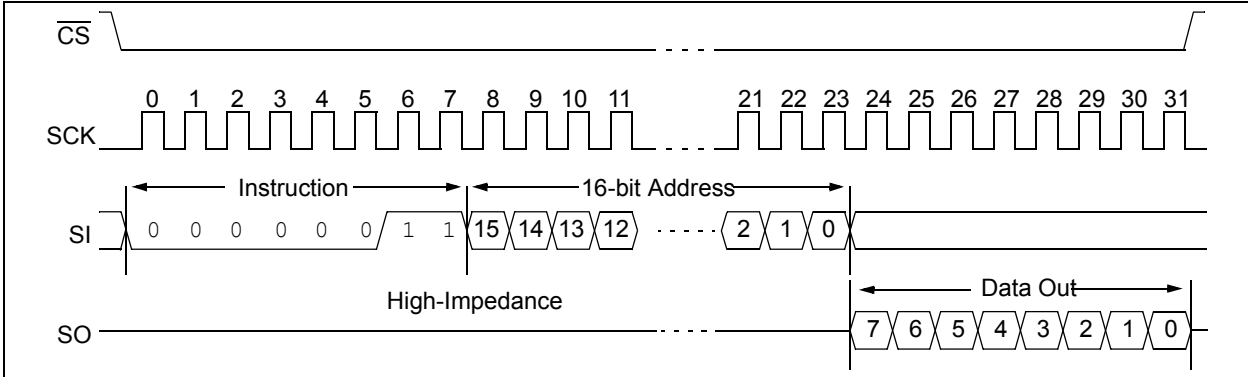 CS
0 1 2 3 4 5 6 7 8 9 10 11 21 22 23 24 25 26 27 28 29 30 31
SCK
Instruction 16-bit Address
SI 0 0 0 0 0 0 1 1 15 14 13 12 2 1 0
High-Impedance Data Out
SO 7 6 5 4 3 2 1 0